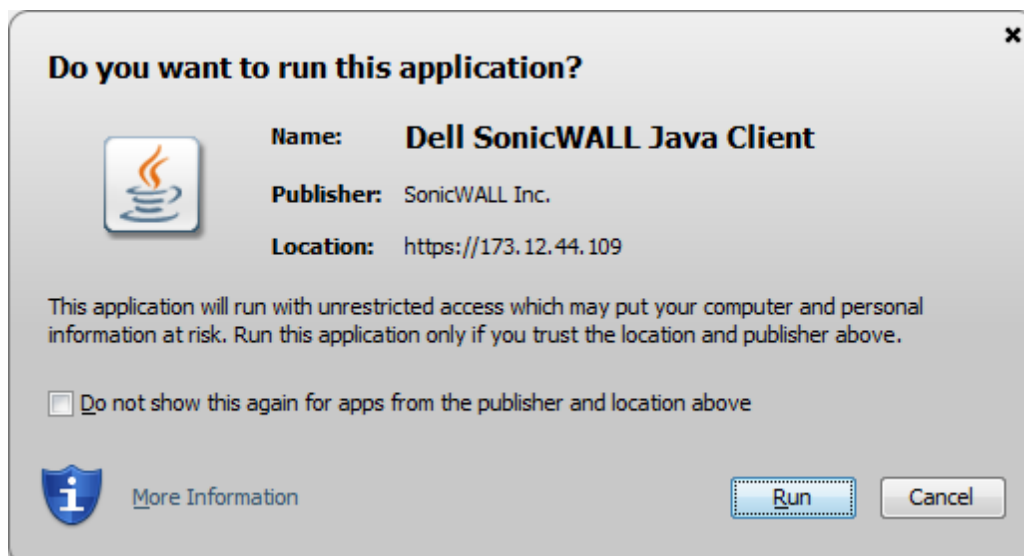 Do you want to run this application?
Name: Dell SonicWALL Java Client
Publisher: SonicWALL Inc.
Location: https://173.12.44.109
This application will run with unrestricted access which may put your computer and personal
information at risk. Run this application only if you trust the location and publisher above.
Do not show this again for apps from the publisher and location above
More Information
Run
Cancel